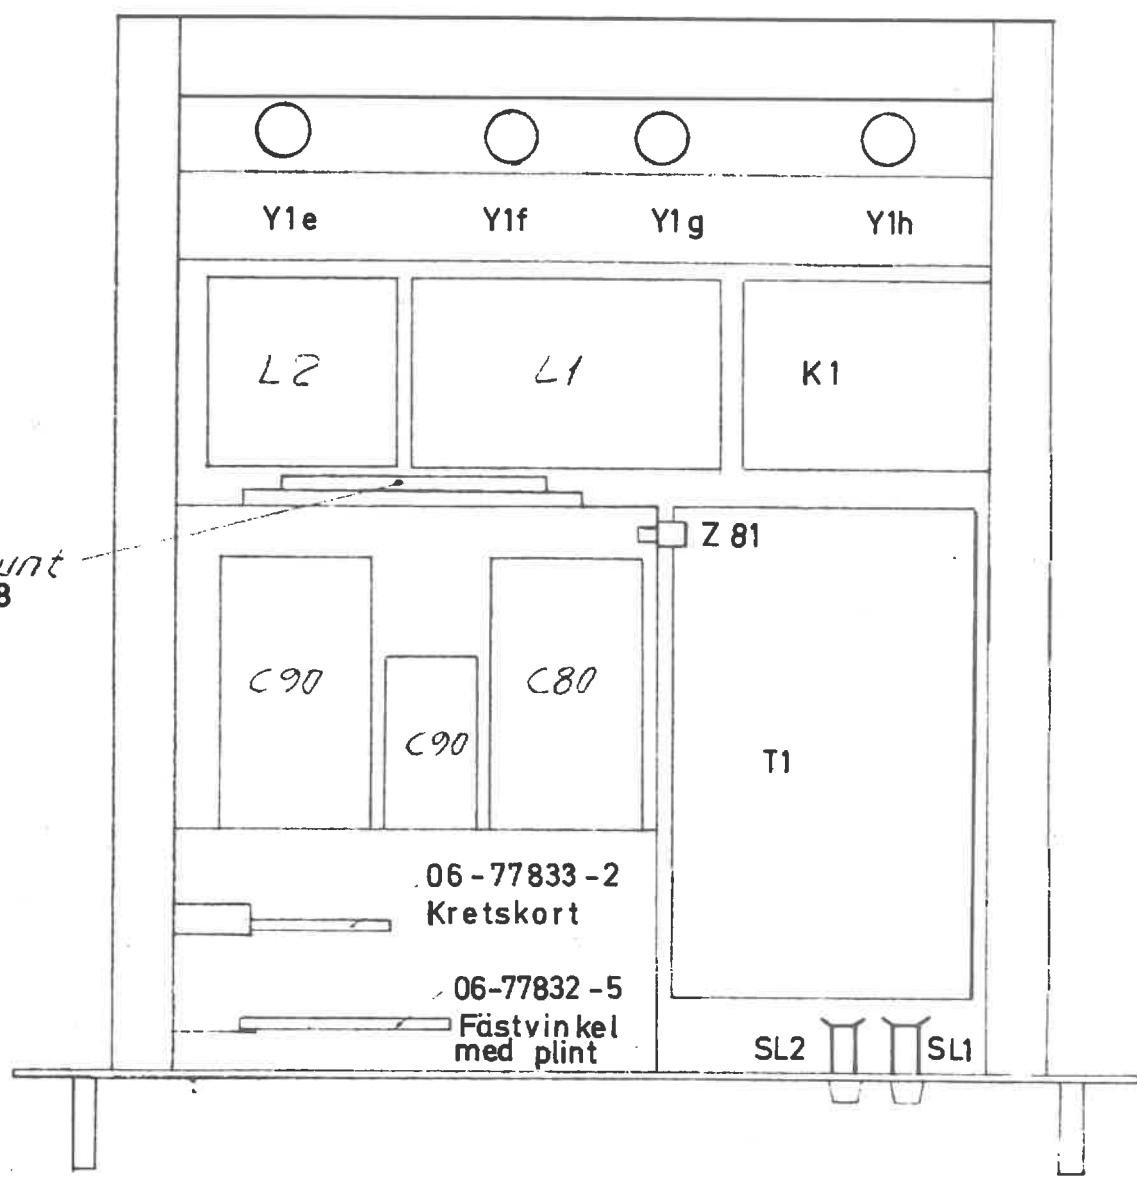 Y1e Y1f Y1g Y1h
L2 L1 K1
Z 81
C90 C80
C90
T1
06-77833-2
Kretskort
06-77832-5
Fästvinkel
med plint
SL2 SL1